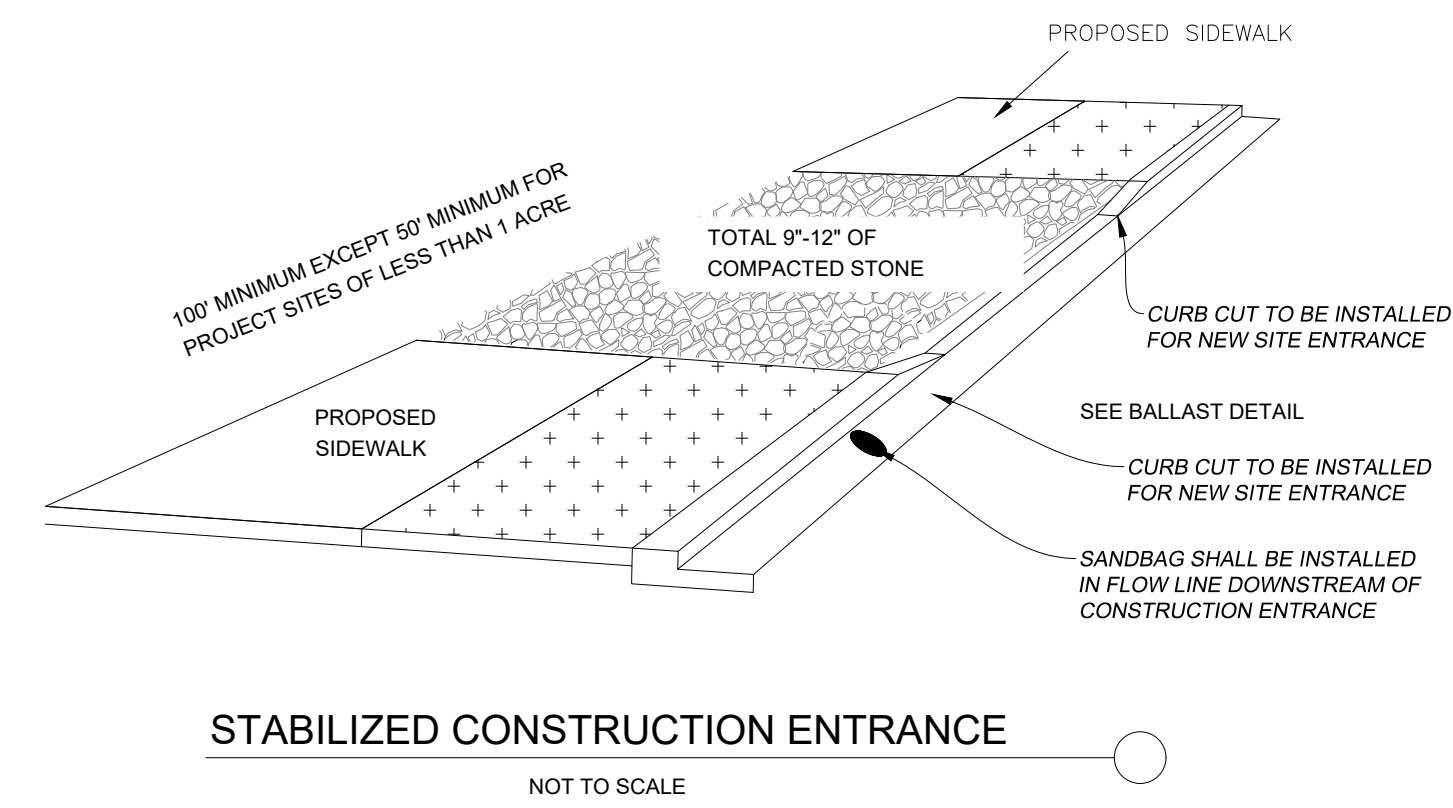 PROPOSED SIDEWALK
100' MINIMUM EXCEPT 50' MINIMUM FOR
PROJECT SITES OF LESS THAN 1 ACRE
TOTAL 9"-12" OF
COMPACTED STONE
CURB CUT TO BE INSTALLED
FOR NEW SITE ENTRANCE
PROPOSED
SIDEWALK
SEE BALLAST DETAIL
CURB CUT TO BE INSTALLED
FOR NEW SITE ENTRANCE
SANDBAG SHALL BE INSTALLED
IN FLOW LINE DOWNSTREAM OF
CONSTRUCTION ENTRANCE
STABILIZED CONSTRUCTION ENTRANCE
NOT TO SCALE